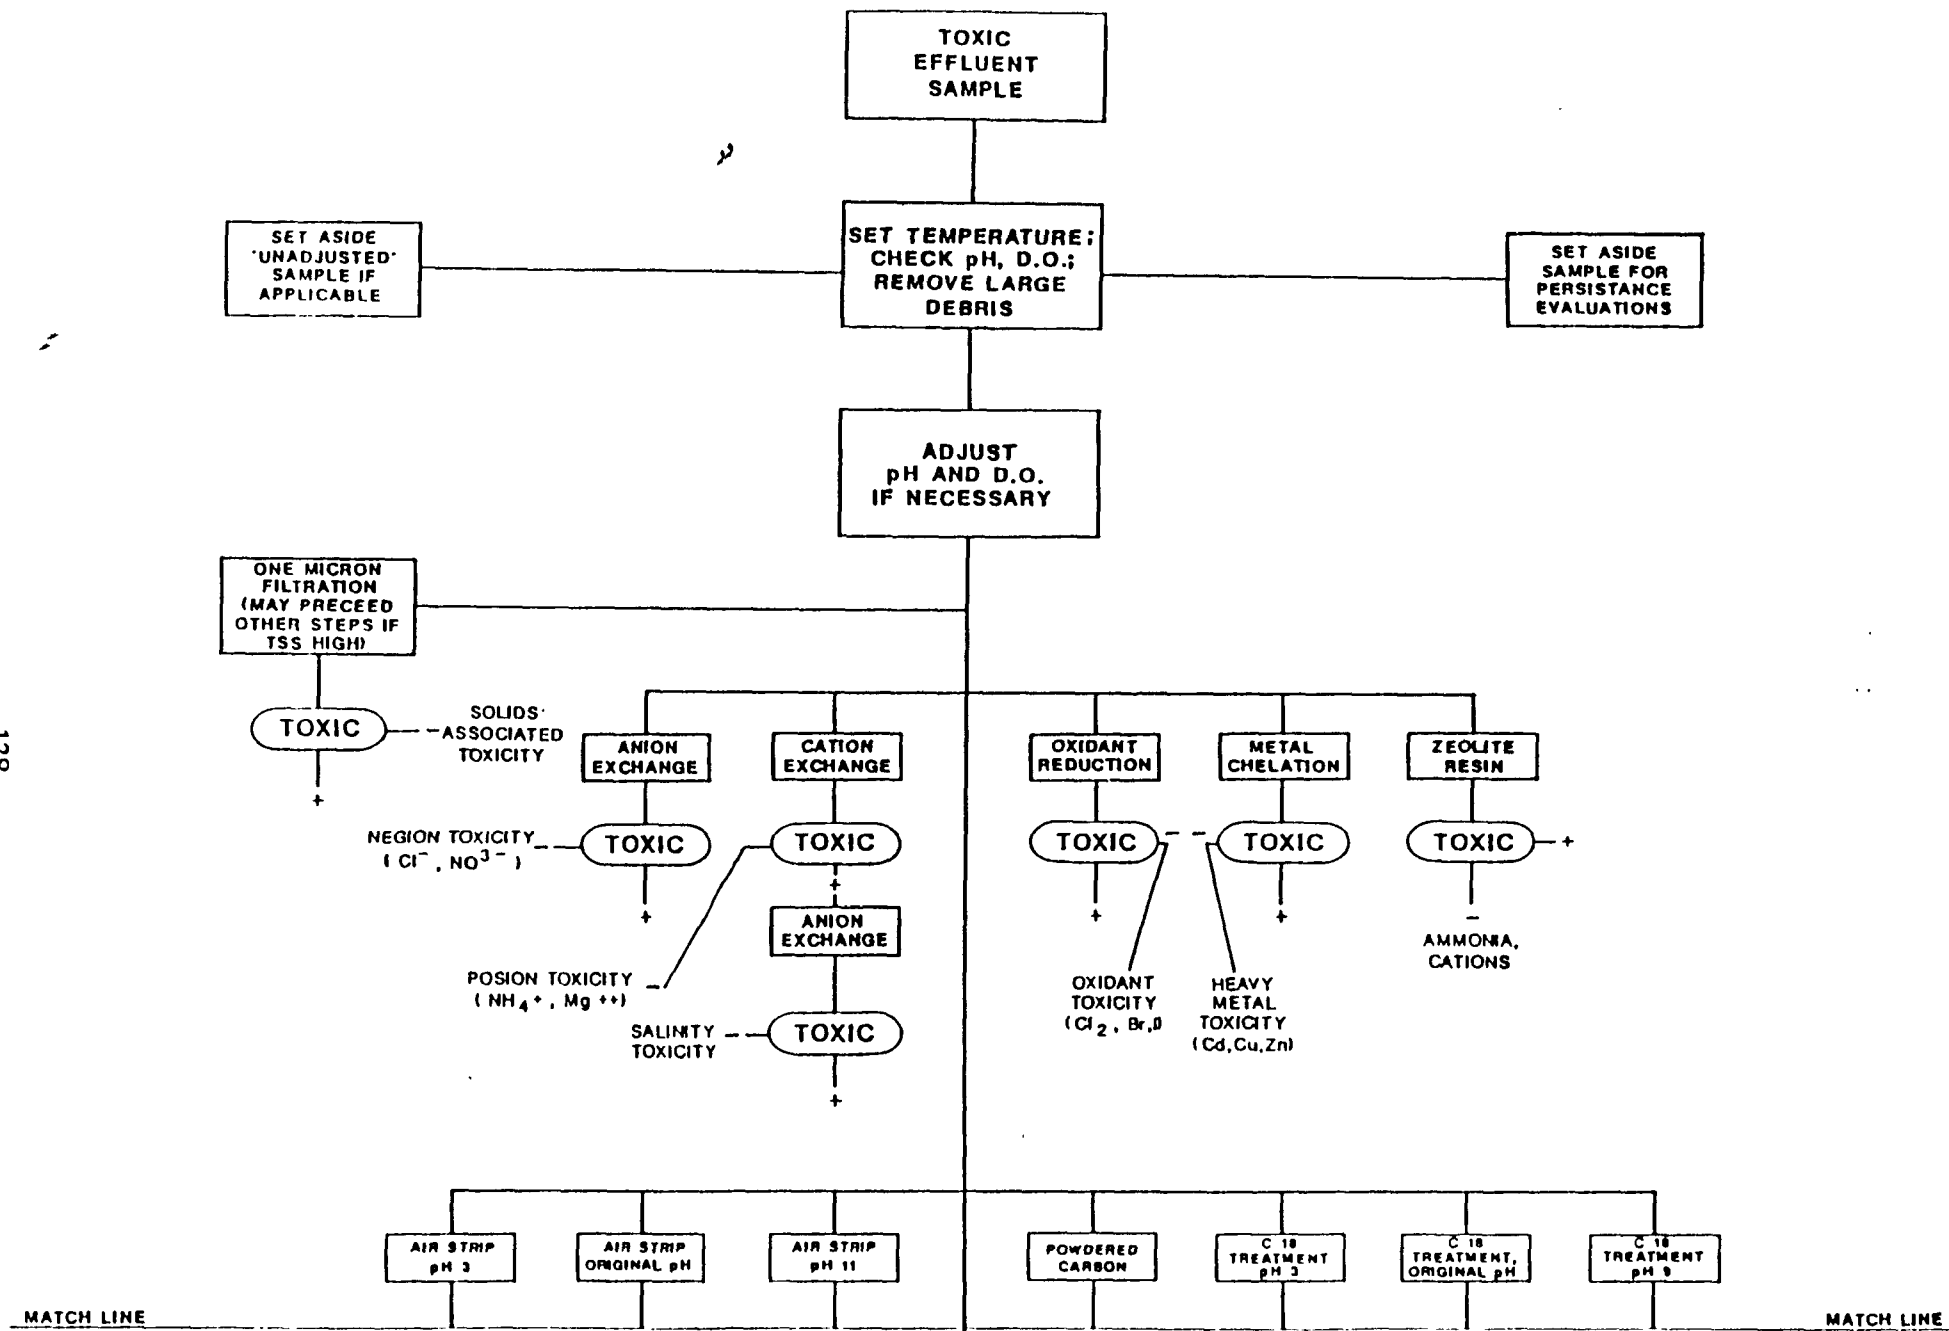 TOXIC
EFFLUENT
SAMPLE
SET ASIDE
"UNADJUSTED"
SAMPLE IF
APPLICABLE
SET TEMPERATURE;
CHECK pH, D.O.;
REMOVE LARGE
DEBRIS
SET ASIDE
SAMPLE FOR
PERSISTANCE
EVALUATIONS
ADJUST
pH AND D.O.
IF NECESSARY
ONE MICRON
FILTRATION
(MAY PRECEED
OTHER STEPS IF
TSS HIGH)
TOXIC
-
SOLIDS
ASSOCIATED
TOXICITY
+
ANION
EXCHANGE
CATION
EXCHANGE
OXIDANT
REDUCTION
METAL
CHELATION
ZEOLITE
RESIN
NEGION TOXICITY
(Cl⁻, NO³⁻)
-
TOXIC
+
TOXIC
+
ANION
EXCHANGE
POSION TOXICITY
(NH₄+, Mg++)
-
SALINITY
TOXICITY
-
TOXIC
+
TOXIC
-
+
OXIDANT
TOXICITY
-
TOXIC
+
HEAVY
METAL
TOXICITY
(Cd,Cu,Zn)
TOXIC
+
-
AMMONIA,
CATIONS
AIR STRIP
pH 3
AIR STRIP
ORIGINAL pH
AIR STRIP
pH 11
POWDERED
CARBON
C 18
TREATMENT
pH 3
C 18
TREATMENT,
ORIGINAL pH
C 18
TREATMENT
pH 9
MATCH LINE
MATCH LINE